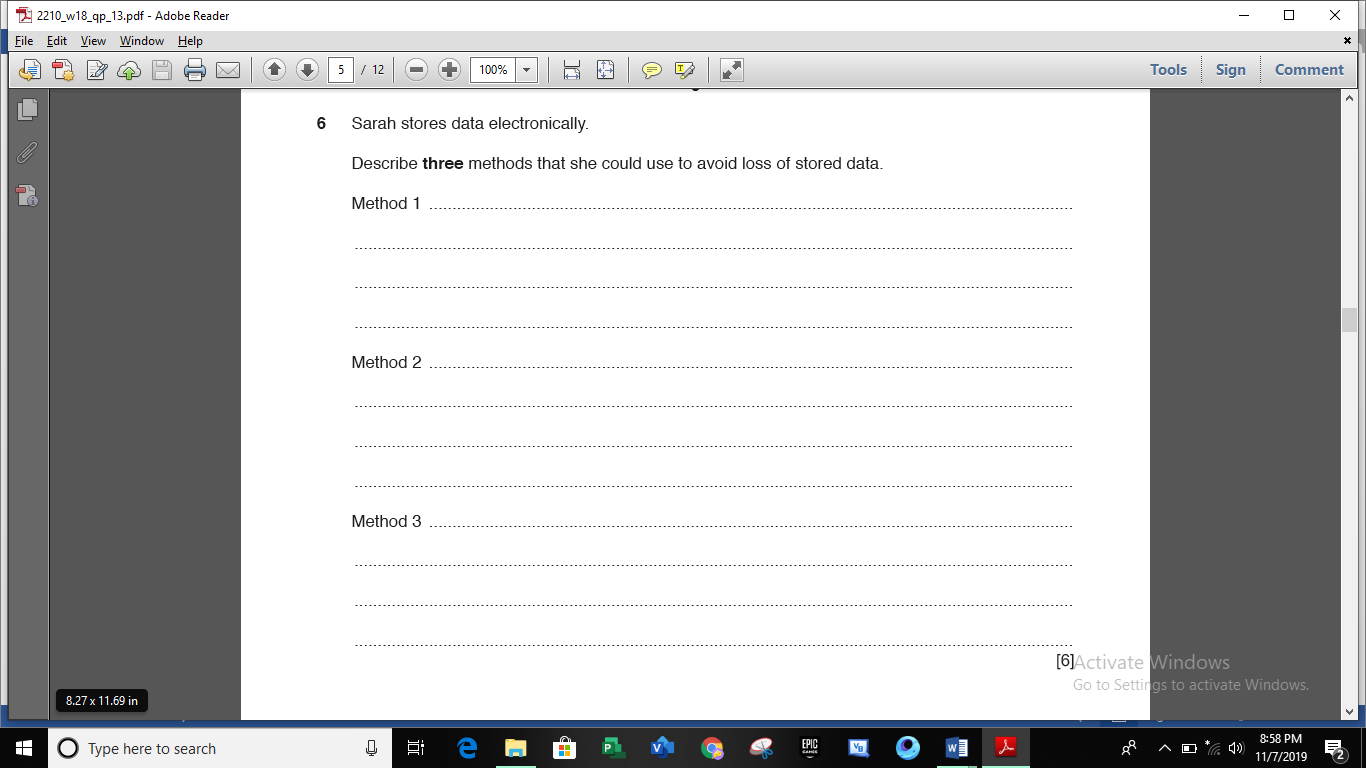 2210_w18_qp_13.pdf - Adobe Reader
File Edit View Window Help
5 / 12 100% Tools Sign Comment
6 Sarah stores data electronically.
Describe three methods that she could use to avoid loss of stored data.
Method 1 ................................................................
................................................................
................................................................
................................................................
Method 2 ................................................................
................................................................
................................................................
................................................................
Method 3 ................................................................
................................................................
................................................................
................................................................
[6]
Activate Windows
Go to Settings to activate Windows.
8.27 x 11.69 in
Type here to search
EPIC GAMES
8:58 PM
11/7/2019
2